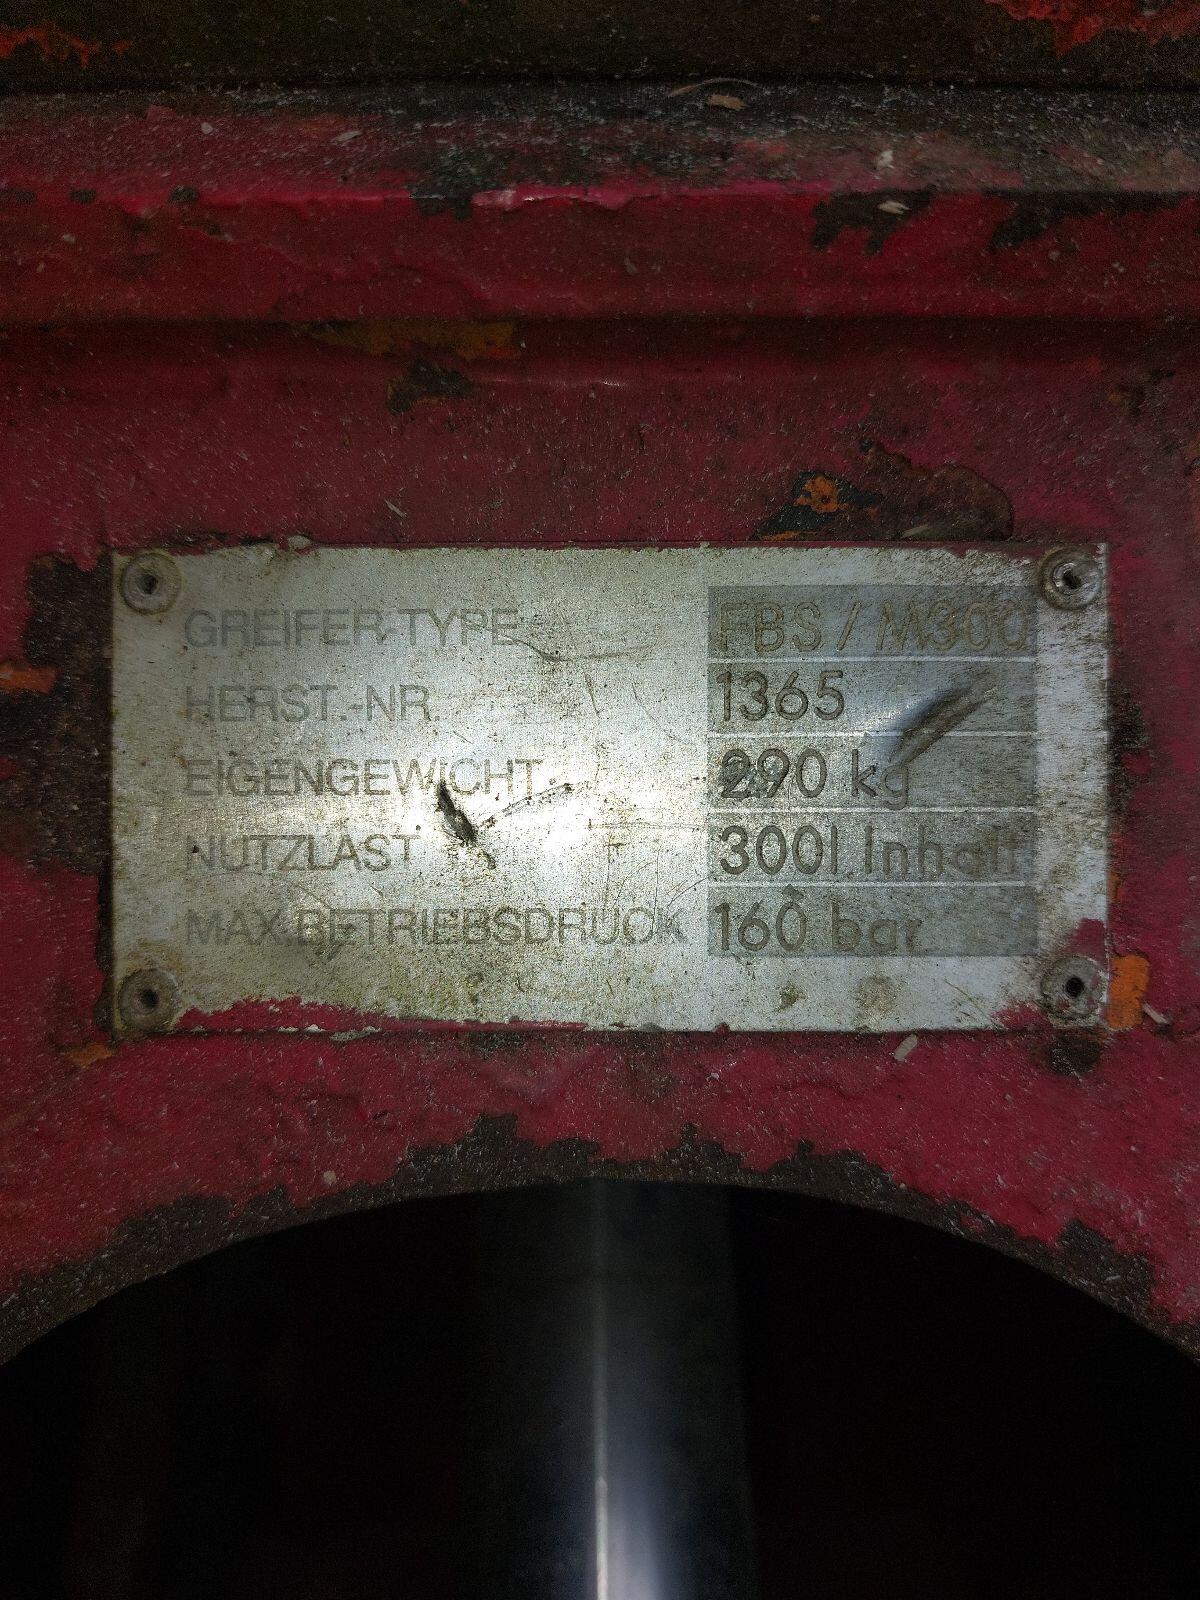 GREIFER-TYPE FBS / M300
HERST.-NR. 1365
EIGENGEWICHT 290 kg
NUTZLAST 300l Inhalt
MAX.BETRIEBSDRUCK 160 bar